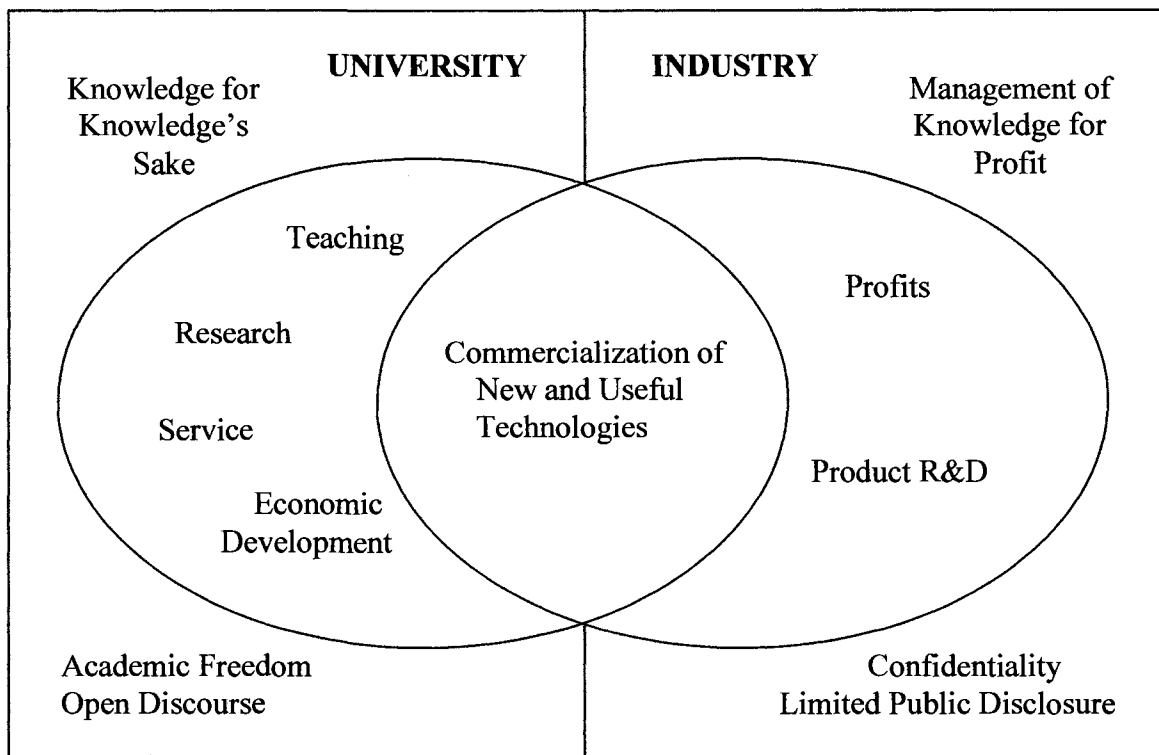 UNIVERSITY
INDUSTRY
Knowledge for
Knowledge's
Sake
Management of
Knowledge for
Profit
Teaching
Research
Service
Economic
Development
Commercialization of
New and Useful
Technologies
Profits
Product R&D
Academic Freedom
Open Discourse
Confidentiality
Limited Public Disclosure